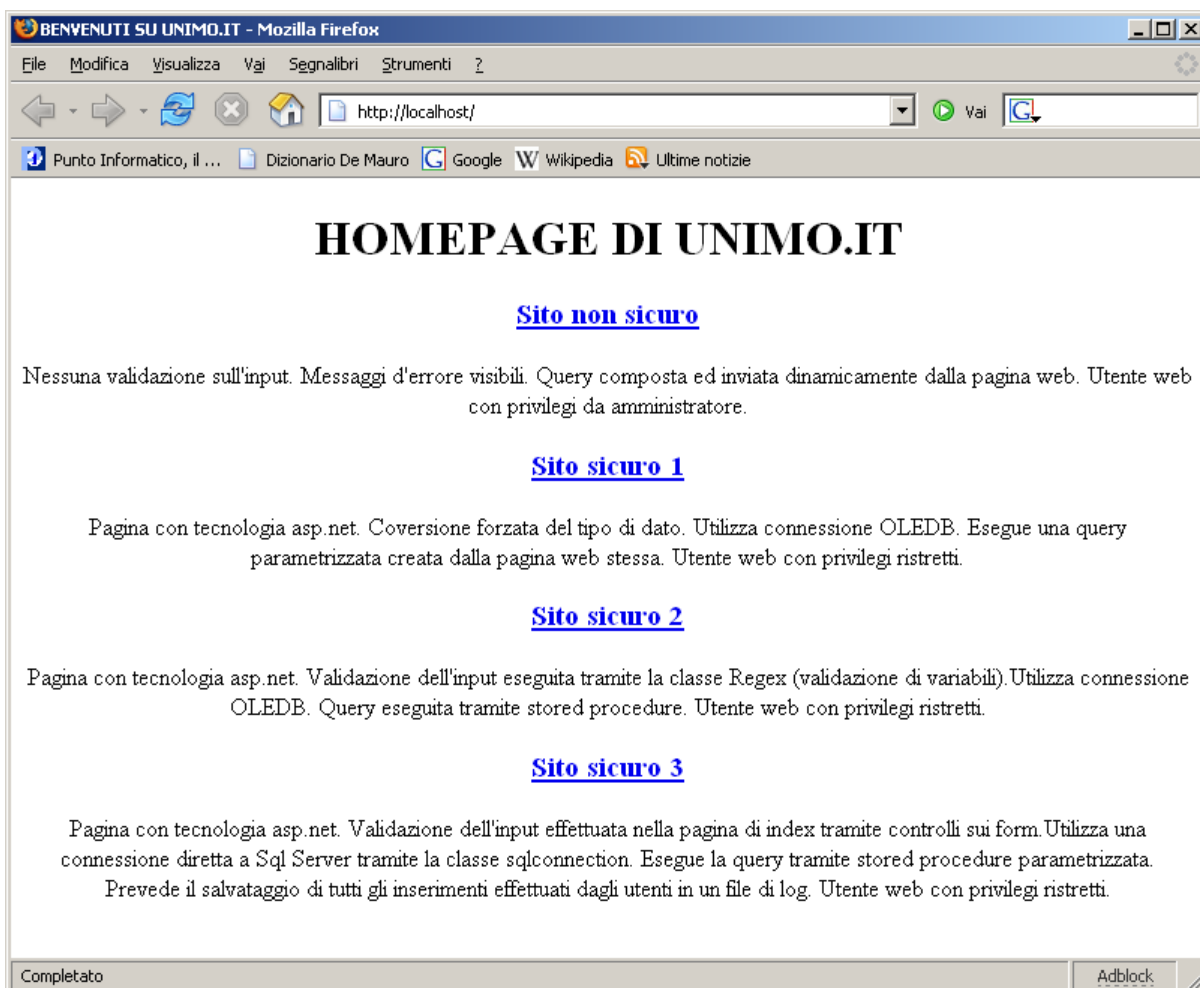 BENVENUTI SU UNIMO.IT - Mozilla Firefox
File Modifica Visualizza Vai Segnalibri Strumenti ?
http://localhost/ Vai G
Punto Informatico, il ... Dizionario De Mauro G Google W Wikipedia Ultime notizie
HOMEPAGE DI UNIMO.IT
Sito non sicuro
Nessuna validazione sull'input. Messaggi d'errore visibili. Query composta ed inviata dinamicamente dalla pagina web. Utente web
con privilegi da amministratore.
Sito sicuro 1
Pagina con tecnologia asp.net. Coversione forzata del tipo di dato. Utilizza connessione OLEDB. Esegue una query
parametrizzata creata dalla pagina web stessa. Utente web con privilegi ristretti.
Sito sicuro 2
Pagina con tecnologia asp.net. Validazione dell'input eseguita tramite la classe Regex (validazione di variabili).Utilizza connessione
OLEDB. Query eseguita tramite stored procedure. Utente web con privilegi ristretti.
Sito sicuro 3
Pagina con tecnologia asp.net. Validazione dell'input effettuata nella pagina di index tramite controlli sui form.Utilizza una
connessione diretta a Sql Server tramite la classe sqlconnection. Esegue la query tramite stored procedure parametrizzata.
Prevede il salvataggio di tutti gli inserimenti effettuati dagli utenti in un file di log. Utente web con privilegi ristretti.
Completato Adblock